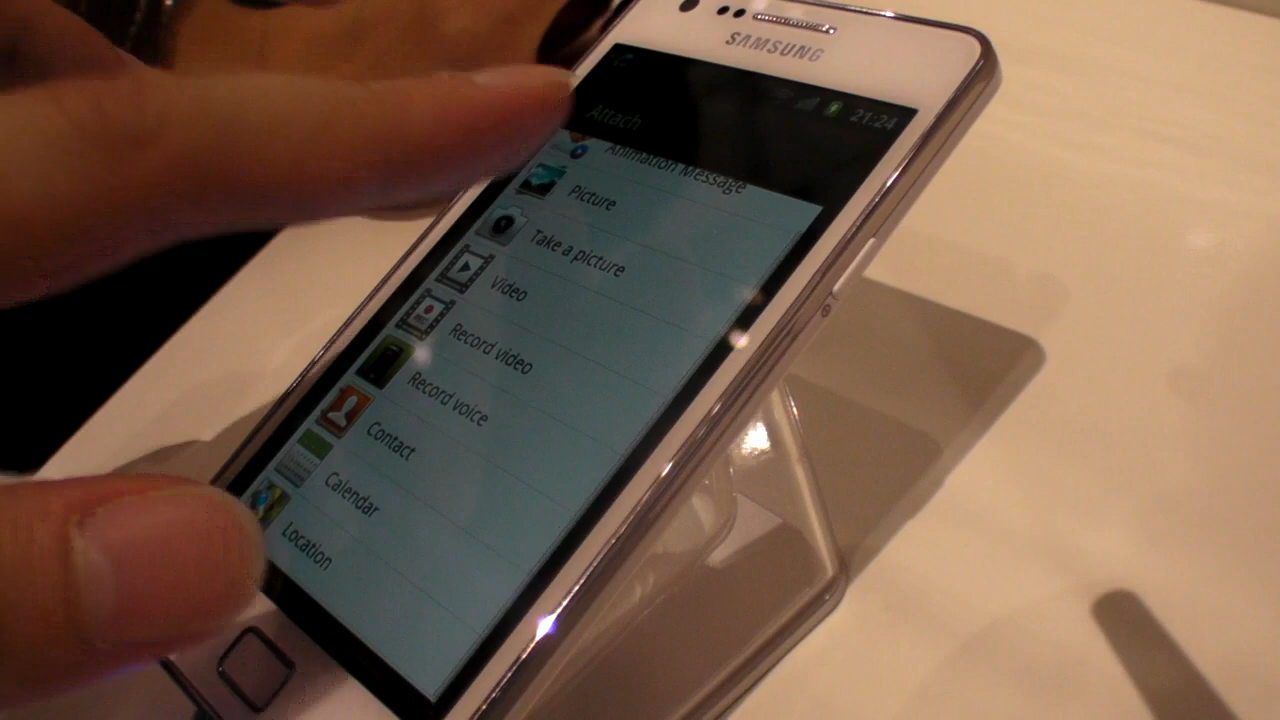 SAMSUNG
21:24
Attach
Animation Message
Picture
Take a picture
Video
Record video
Record voice
Contact
Calendar
Location